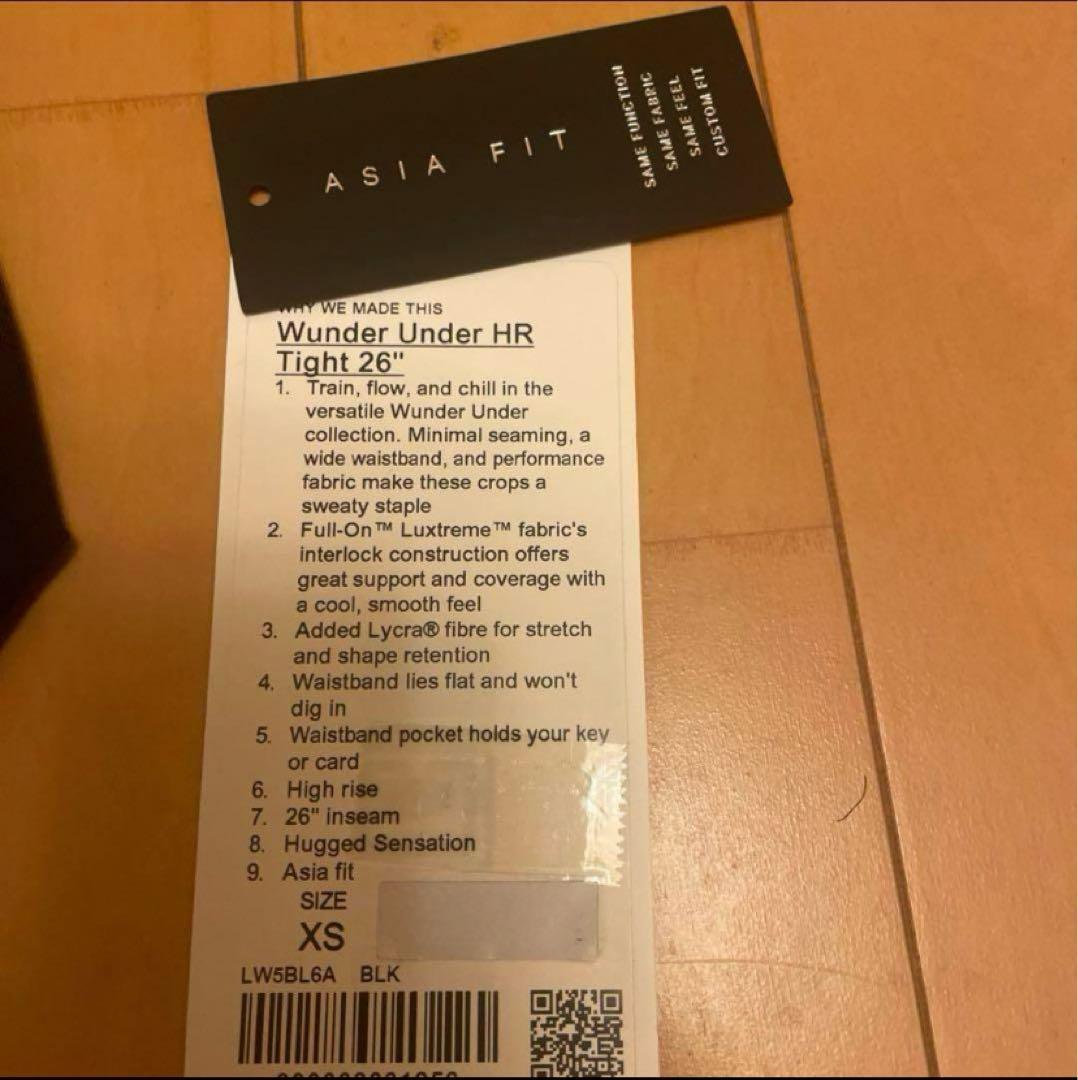 ASIA FIT
SAME FUNCTION
SAME FABRIC
SAME FEEL
CUSTOM FIT
WHY WE MADE THIS
Wunder Under HR
Tight 26"
1. Train, flow, and chill in the
versatile Wunder Under
collection. Minimal seaming, a
wide waistband, and performance
fabric make these crops a
sweaty staple
2. Full-On™ Luxtreme™ fabric's
interlock construction offers
great support and coverage with
a cool, smooth feel
3. Added Lycra® fibre for stretch
and shape retention
4. Waistband lies flat and won't
dig in
5. Waistband pocket holds your key
or card
6. High rise
7. 26" inseam
8. Hugged Sensation
9. Asia fit
SIZE
XS
LW5BL6A BLK